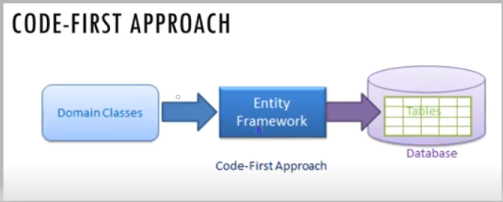 CODE-FIRST APPROACH
Domain Classes
Entity
Framework
Tables
Database
Code-First Approach